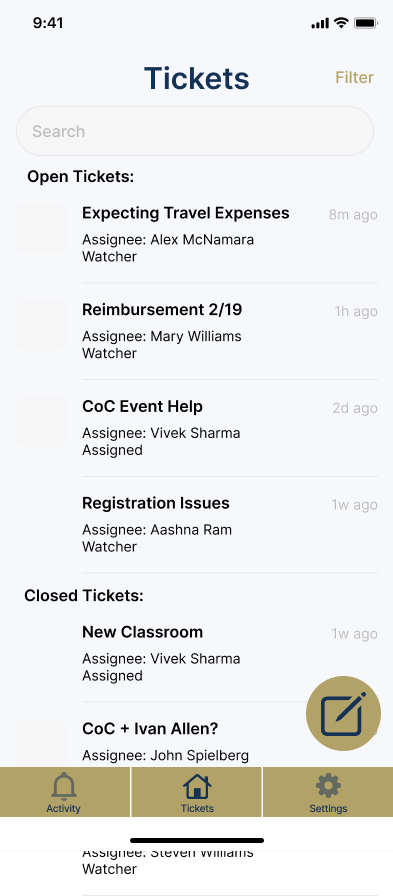 9:41
Tickets
Filter
Search
Open Tickets:
Expecting Travel Expenses
8m ago
Assignee: Alex McNamara
Watcher
Reimbursement 2/19
1h ago
Assignee: Mary Williams
Watcher
CoC Event Help
2d ago
Assignee: Vivek Sharma
Assigned
Registration Issues
1w ago
Assignee: Aashna Ram
Watcher
Closed Tickets:
New Classroom
1w ago
Assignee: Vivek Sharma
Assigned
CoC + Ivan Allen?
Assignee: John Spielberg
Activity
Tickets
Settings
Assignee: Steven Williams
Watcher